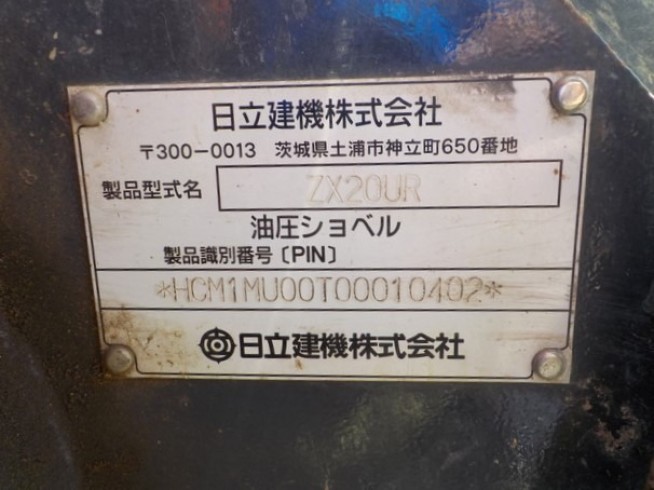 日立建機株式会社
〒300-0013 茨城県土浦市神立町650番地
製品型式名 ZX20UR
油圧ショベル
製品識別番号〔PIN〕
*HCM1MU00T00010402*
日立建機株式会社